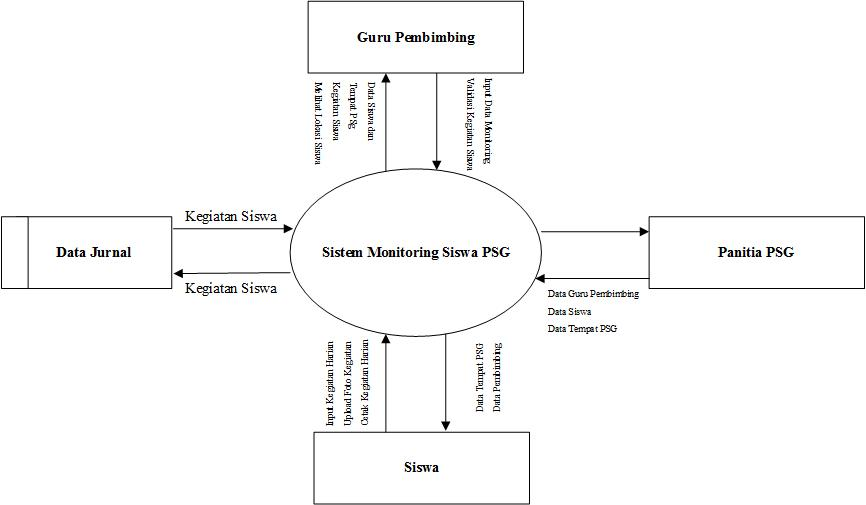 Guru Pembimbing
Melihat Lokasi Siswa
Kegiatan Siswa
Tempat PSg
Data Siswa dan
Input Data Monitoring
Validasi Kegiatan Siswa
Kegiatan Siswa
Data Jurnal
Sistem Monitoring Siswa PSG
Panitia PSG
Kegiatan Siswa
Data Guru Pembimbing
Data Siswa
Data Tempat PSG
Input Kegiatan Harian
Upload Foto Kegiatan
Cetak Kegiatan Harian
Data Tempat PSG
Data Pembimbing
Siswa